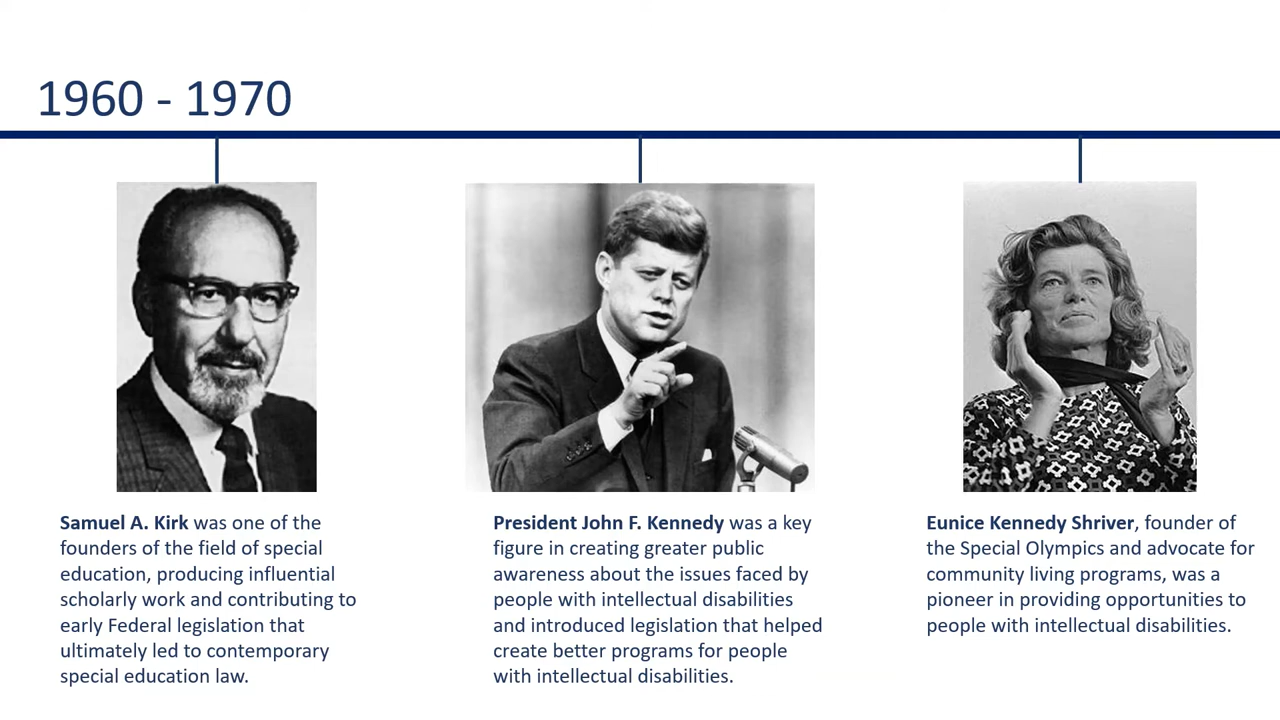 1960 - 1970
Samuel A. Kirk was one of the
founders of the field of special
education, producing influential
scholarly work and contributing to
early Federal legislation that
ultimately led to contemporary
special education law.
President John F. Kennedy was a key
figure in creating greater public
awareness about the issues faced by
people with intellectual disabilities
and introduced legislation that helped
create better programs for people
with intellectual disabilities.
Eunice Kennedy Shriver, founder of
the Special Olympics and advocate for
community living programs, was a
pioneer in providing opportunities to
people with intellectual disabilities.